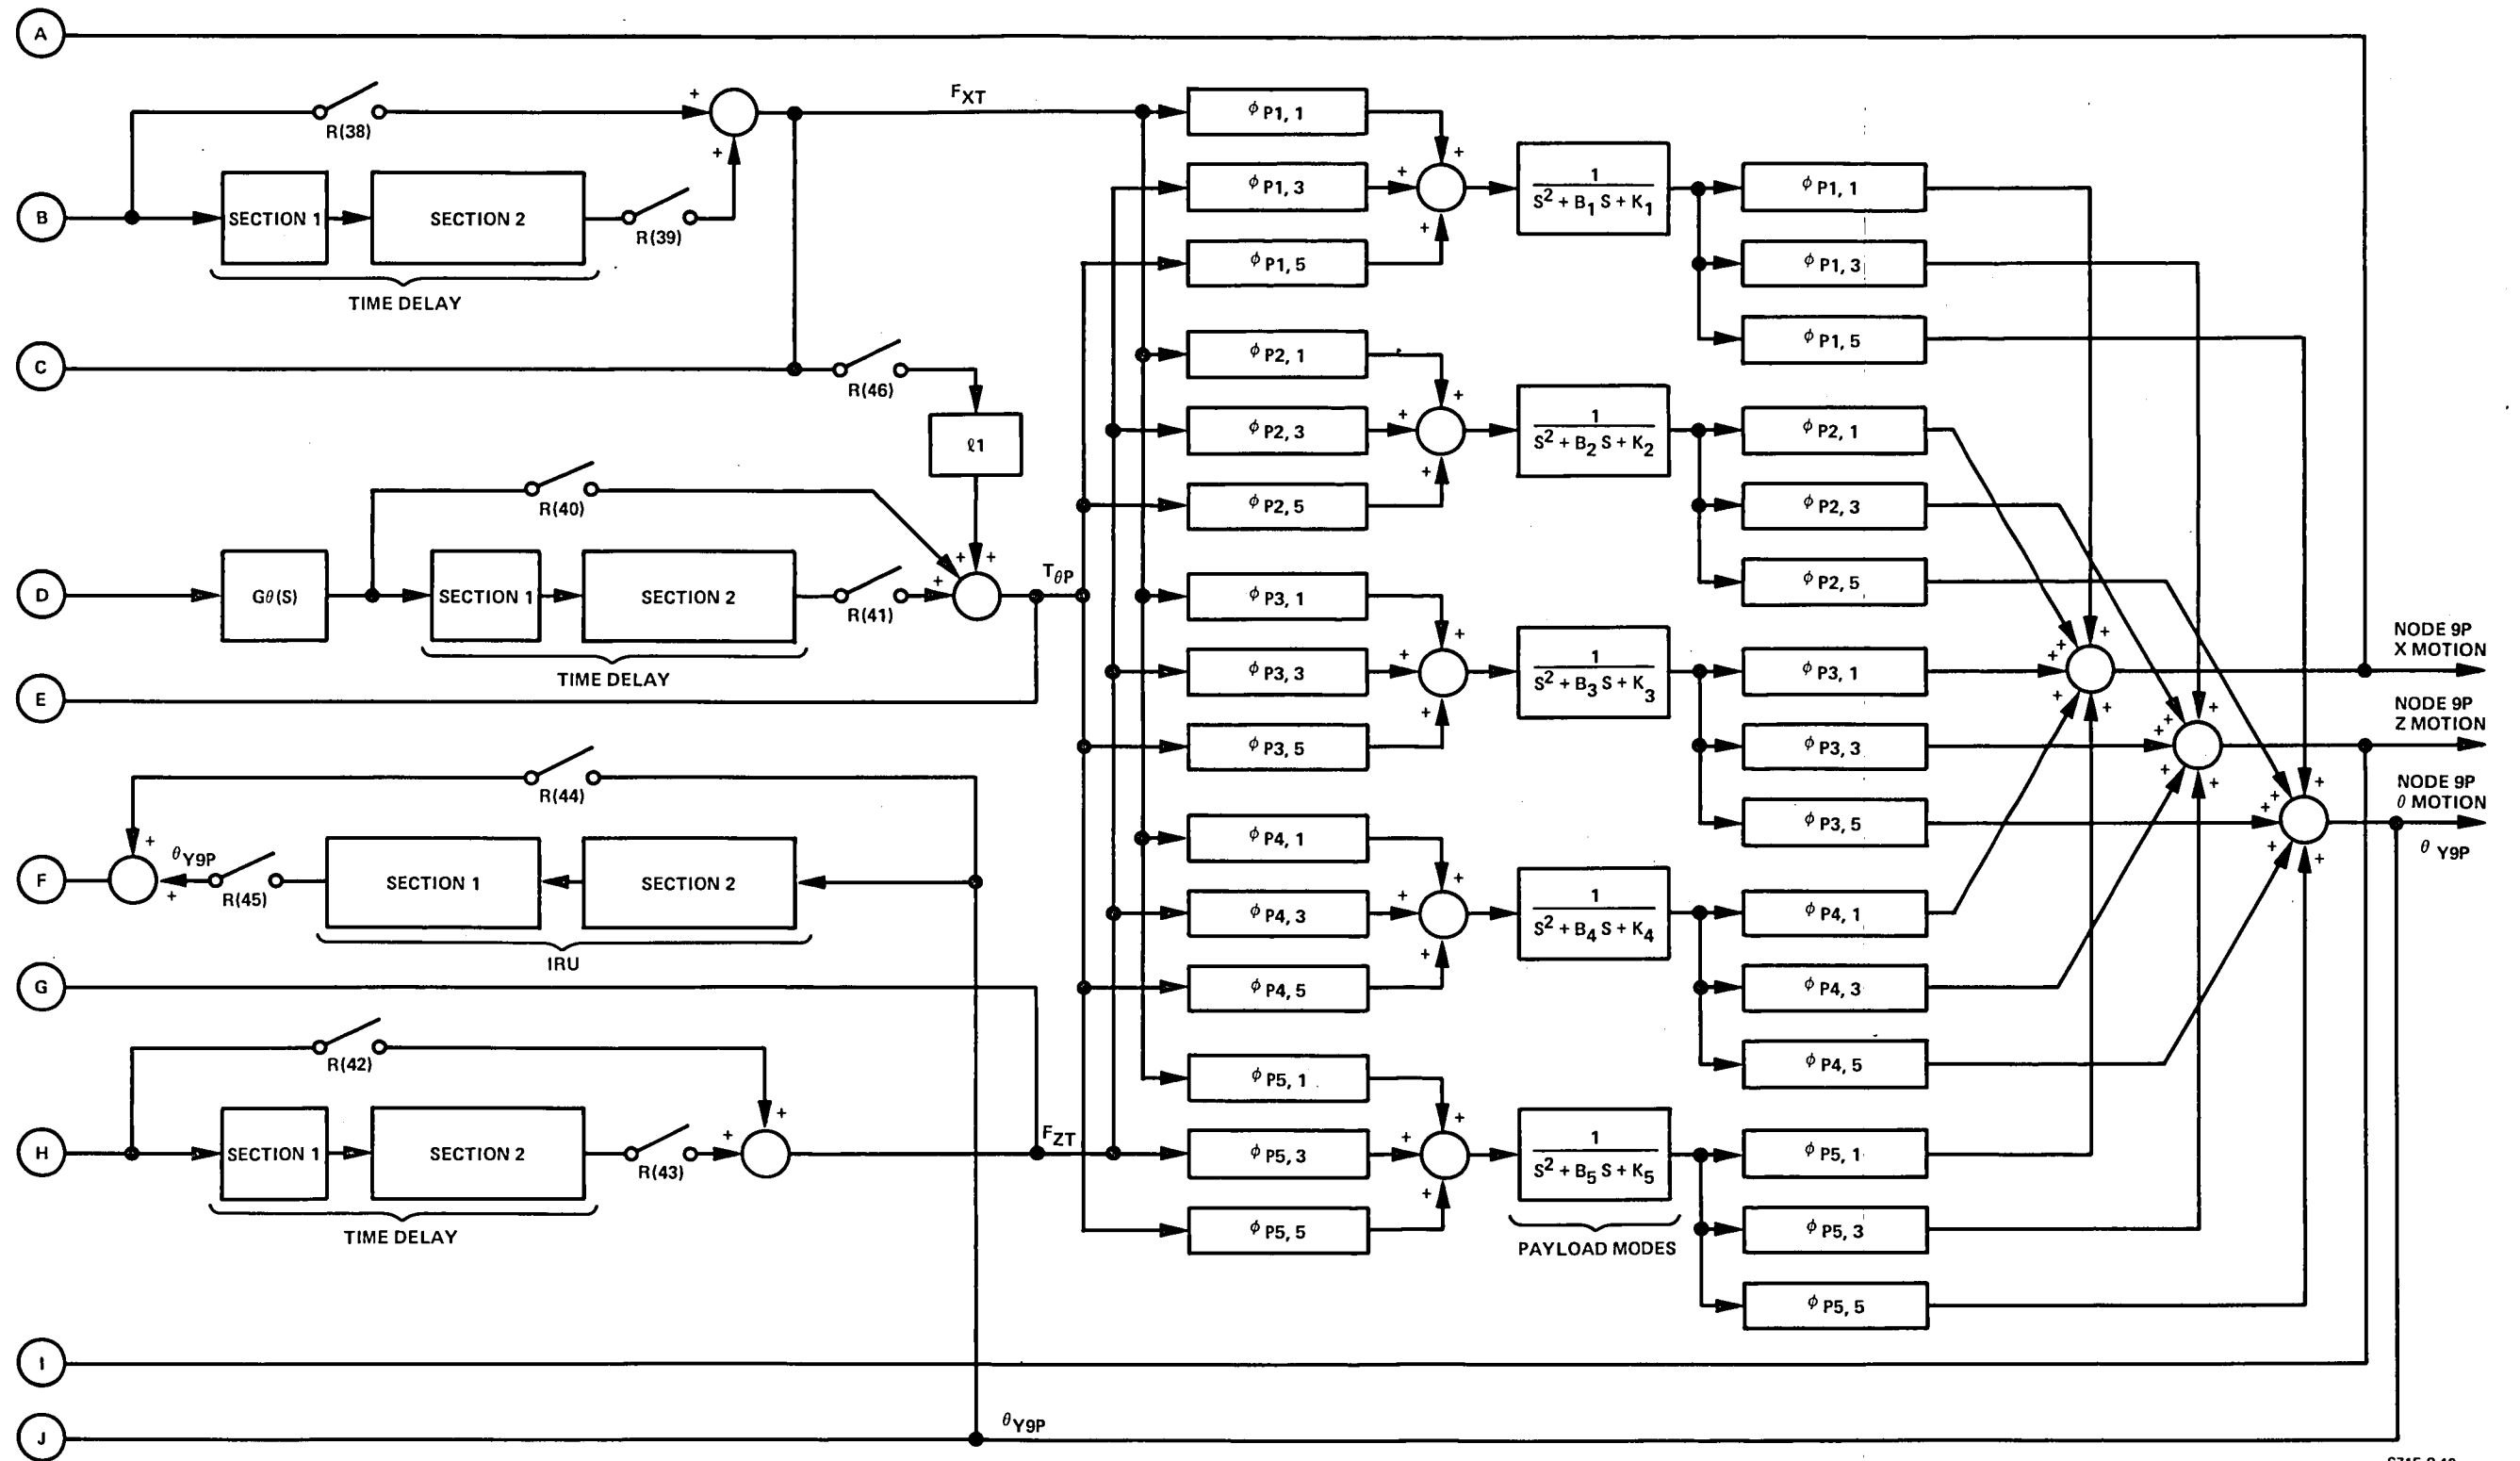 A
B
R(38)
SECTION 1
SECTION 2
R(39)
TIME DELAY
+
+
F_XT
C
R(46)
ℓ1
D
Gθ(S)
R(40)
SECTION 1
SECTION 2
R(41)
TIME DELAY
+
+
+
T_θP
E
R(44)
F
+
+
θ_Y9P
R(45)
SECTION 1
SECTION 2
IRU
G
H
R(42)
SECTION 1
SECTION 2
R(43)
TIME DELAY
+
+
F_ZT
I
J
θ_Y9P
ϕ P1, 1
ϕ P1, 3
ϕ P1, 5
+
+
+
1
S² + B₁ S + K₁
ϕ P1, 1
ϕ P1, 3
ϕ P1, 5
ϕ P2, 1
ϕ P2, 3
ϕ P2, 5
+
+
+
1
S² + B₂ S + K₂
ϕ P2, 1
ϕ P2, 3
ϕ P2, 5
ϕ P3, 1
ϕ P3, 3
ϕ P3, 5
+
+
+
1
S² + B₃ S + K₃
ϕ P3, 1
ϕ P3, 3
ϕ P3, 5
ϕ P4, 1
ϕ P4, 3
ϕ P4, 5
+
+
+
1
S² + B₄ S + K₄
ϕ P4, 1
ϕ P4, 3
ϕ P4, 5
ϕ P5, 1
ϕ P5, 3
ϕ P5, 5
+
+
+
1
S² + B₅ S + K₅
PAYLOAD MODES
ϕ P5, 1
ϕ P5, 3
ϕ P5, 5
+
+
+
+
+
NODE 9P
X MOTION
+
+
+
+
+
NODE 9P
Z MOTION
+
+
+
+
+
NODE 9P
θ MOTION
θ Y9P